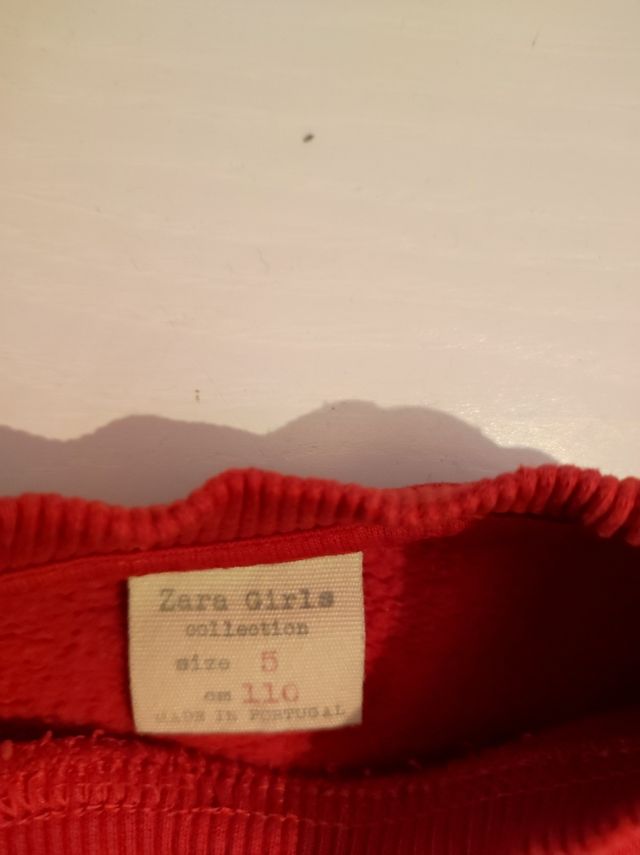 Zara Girls
collection
size 5
cm 110
MADE IN PORTUGAL